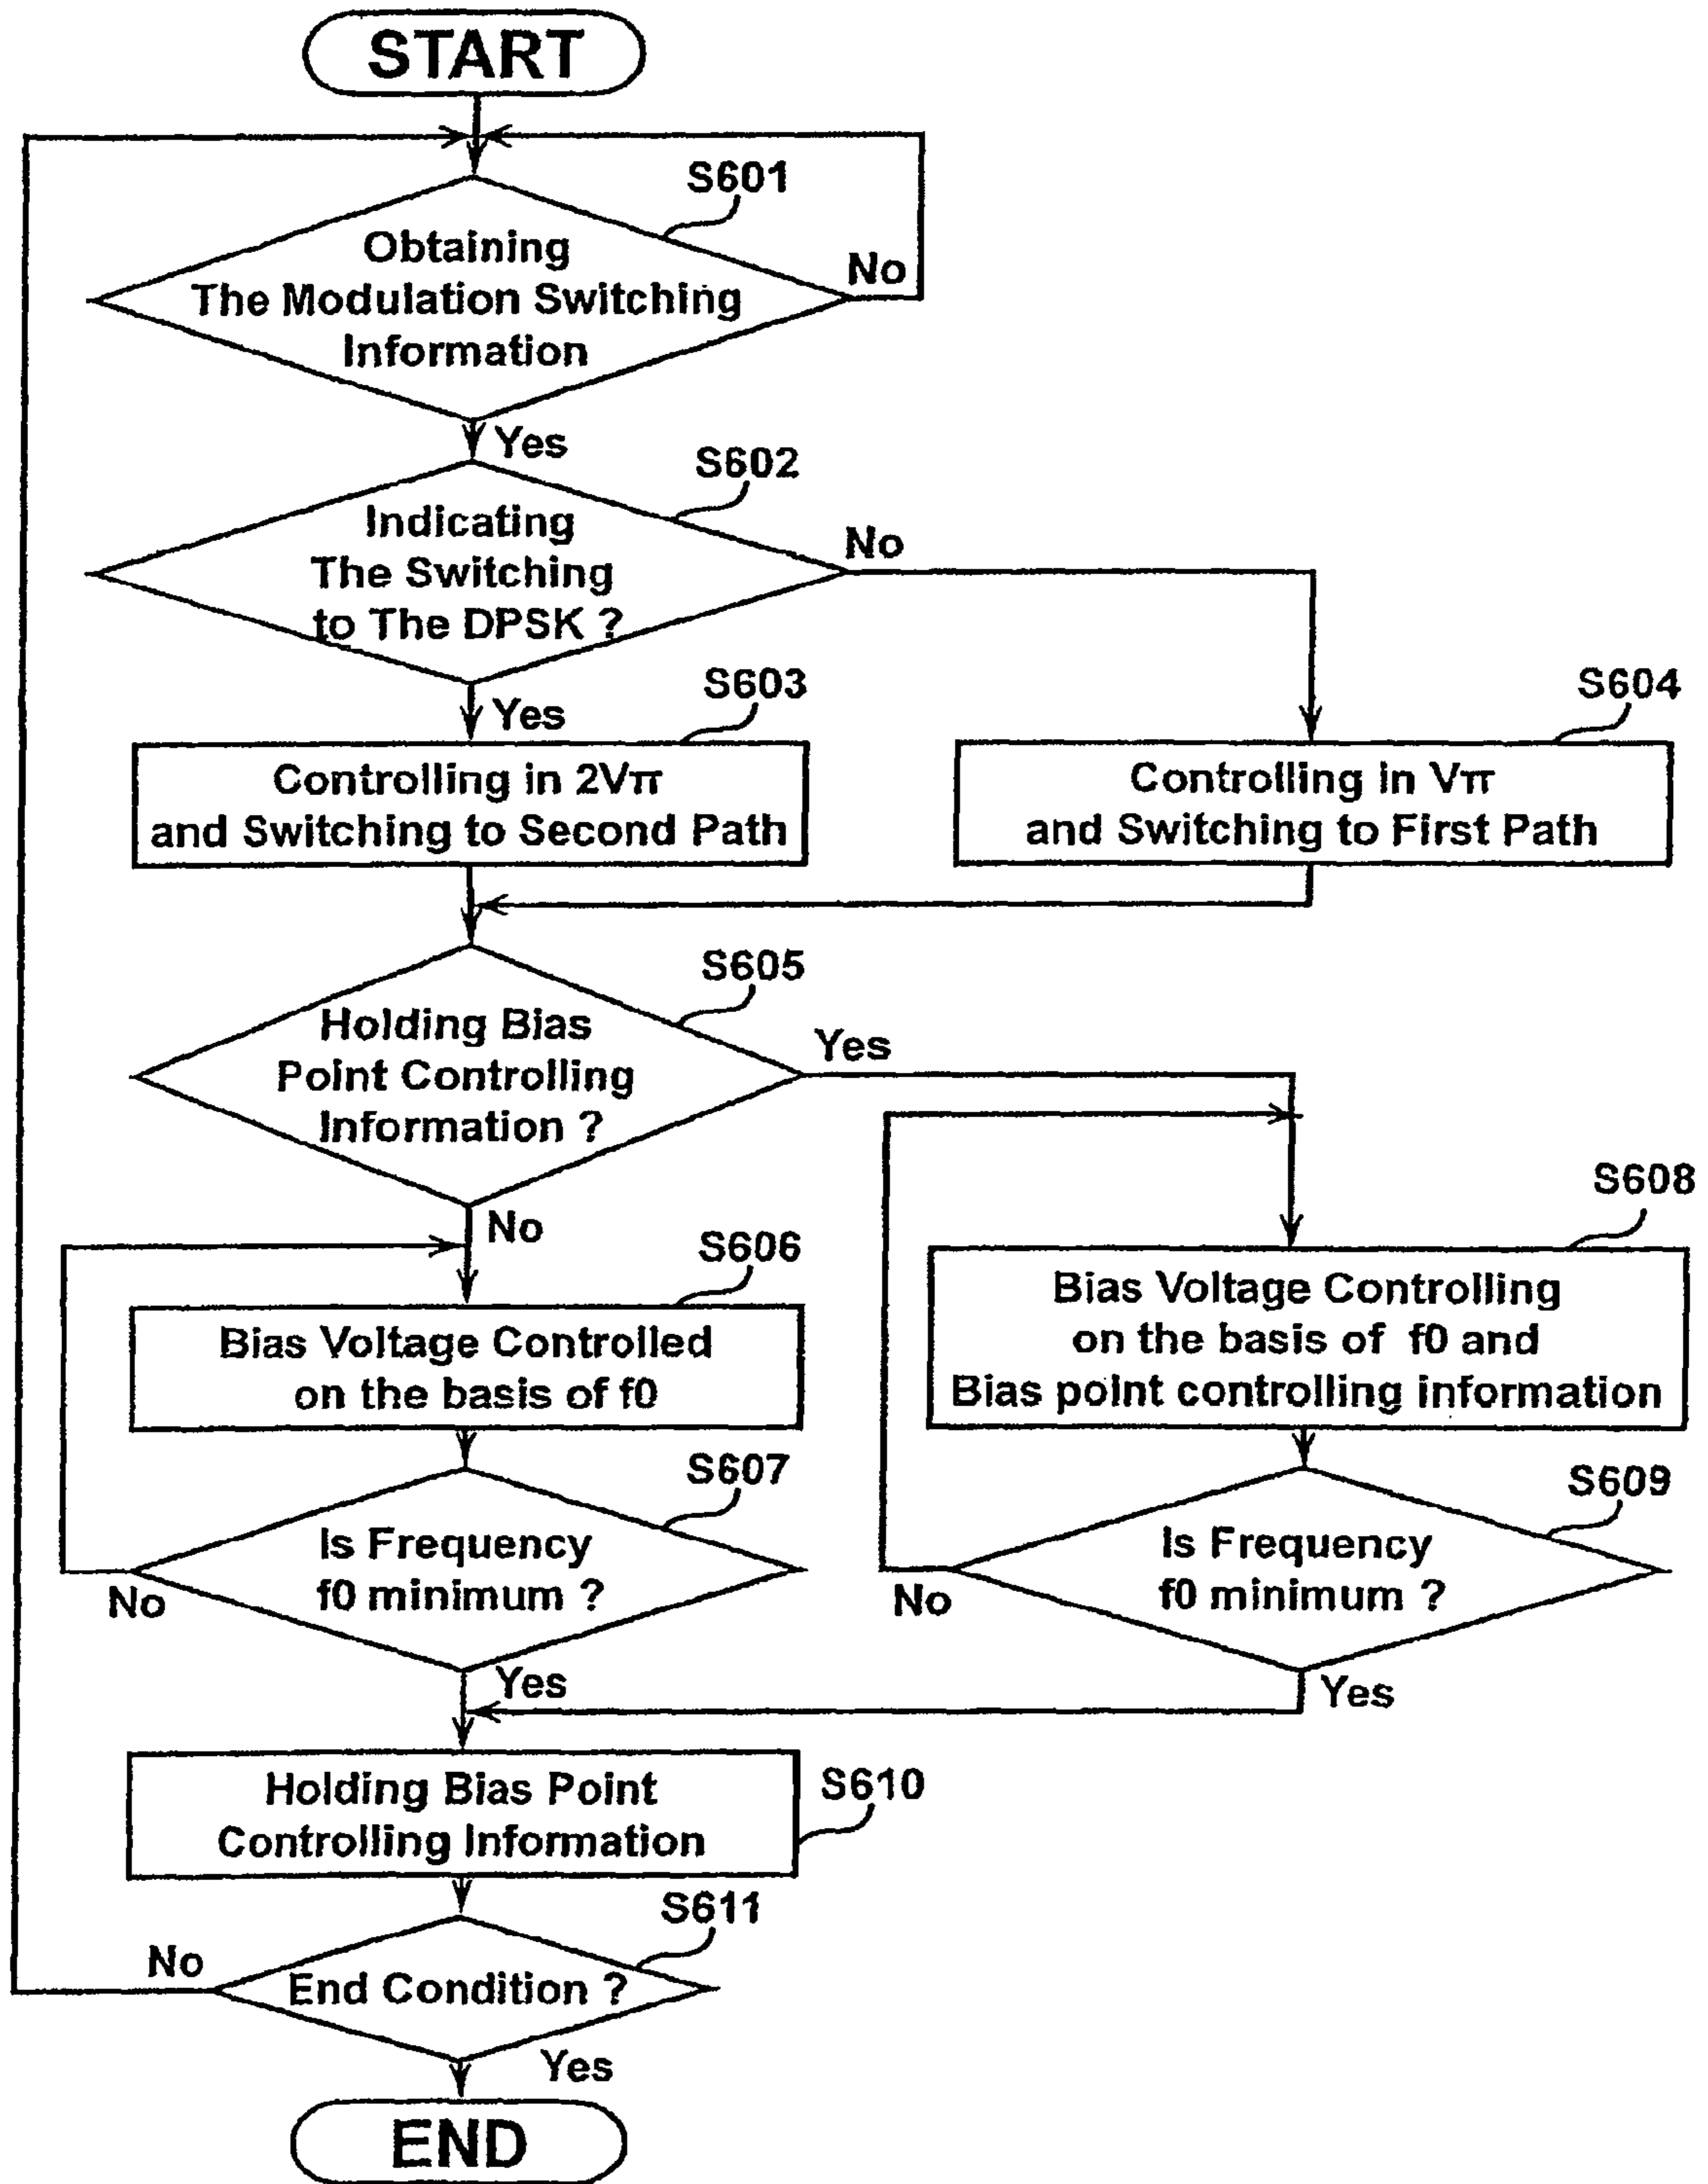 START
S601
Obtaining
The Modulation Switching
Information
No
Yes
S602
Indicating
The Switching
to The DPSK ?
No
Yes
S603
Controlling in 2Vπ
and Switching to Second Path
S604
Controlling in Vπ
and Switching to First Path
S605
Holding Bias
Point Controlling
Information ?
Yes
No
S606
Bias Voltage Controlled
on the basis of f0
S608
Bias Voltage Controlling
on the basis of f0 and
Bias point controlling information
S607
Is Frequency
f0 minimum ?
No
Yes
S609
Is Frequency
f0 minimum ?
No
Yes
S610
Holding Bias Point
Controlling Information
S611
End Condition ?
No
Yes
END